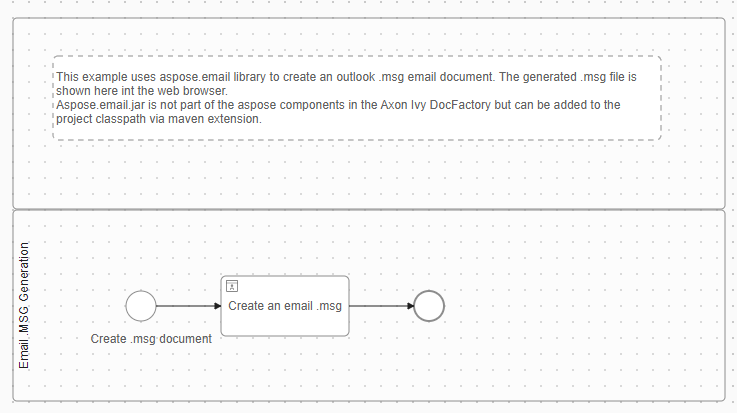 This example uses aspose.email library to create an outlook .msg email document. The generated .msg file is
shown here int the web browser.
Aspose.email.jar is not part of the aspose components in the Axon Ivy DocFactory but can be added to the
project classpath via maven extension.
Email .MSG Generation
Create an email .msg
Create .msg document